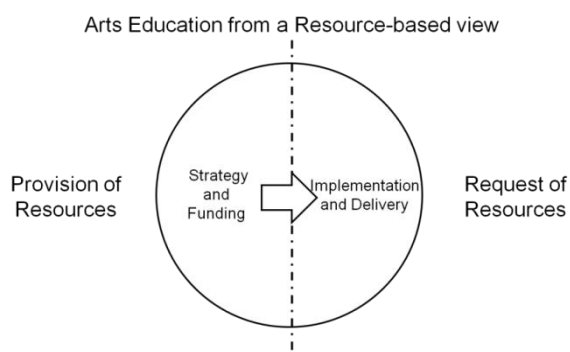 Arts Education from a Resource-based view
Provision of
Resources
Strategy
and
Funding
Implementation
and Delivery
Request of
Resources